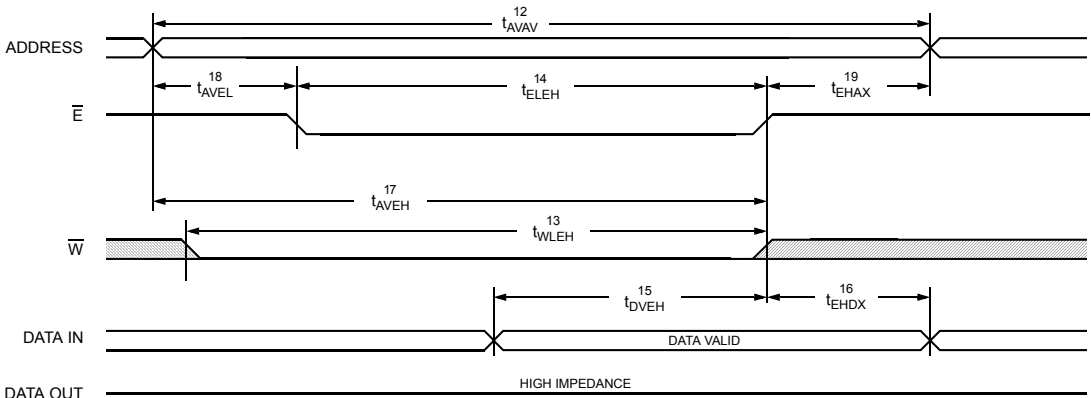 12
tAVAV
ADDRESS
18
tAVEL
14
tELEH
19
tEHAX
E
17
tAVEH
13
tWLEH
W
15
tDVEH
16
tEHDX
DATA IN
DATA VALID
HIGH IMPEDANCE
DATA OUT